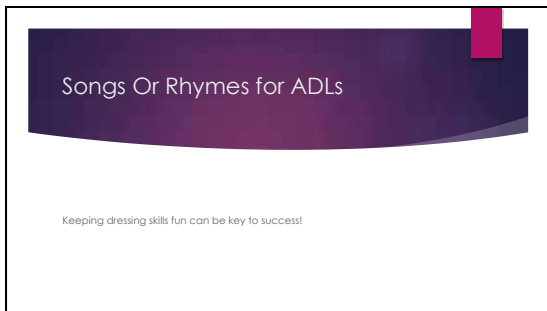 Songs Or Rhymes for ADLs
Keeping dressing skills fun can be key to success!